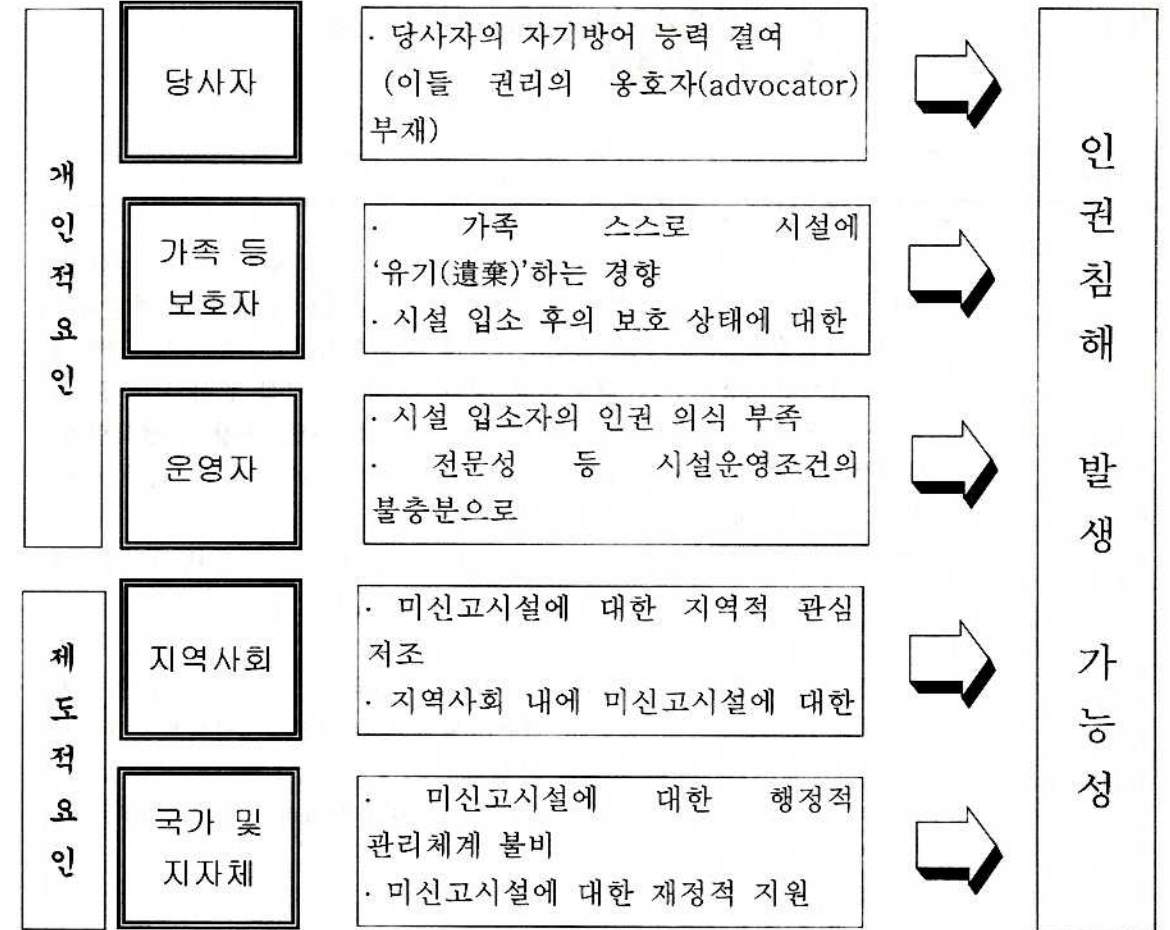 개인적요인
당사자
· 당사자의 자기방어 능력 결여
(이들 권리의 옹호자(advocator)
부재)
가족 등
보호자
· 가족 스스로 시설에
‘유기(遺棄)’하는 경향
· 시설 입소 후의 보호 상태에 대한
운영자
· 시설 입소자의 인권 의식 부족
· 전문성 등 시설운영조건의
불충분으로
제도적요인
지역사회
· 미신고시설에 대한 지역적 관심
저조
· 지역사회 내에 미신고시설에 대한
국가 및
지자체
· 미신고시설에 대한 행정적
관리체계 불비
· 미신고시설에 대한 재정적 지원
인권침해 발생 가능성